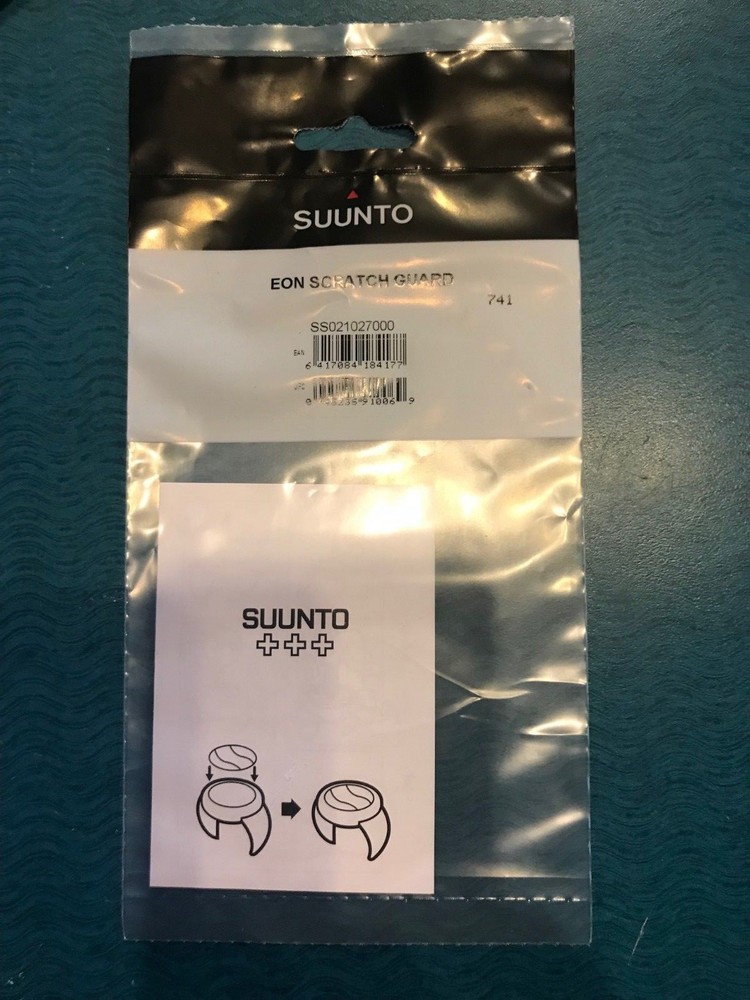 SUUNTO
EON SCRATCH GUARD
741
SS021027000
EAN
6 417084 184177
SUUNTO